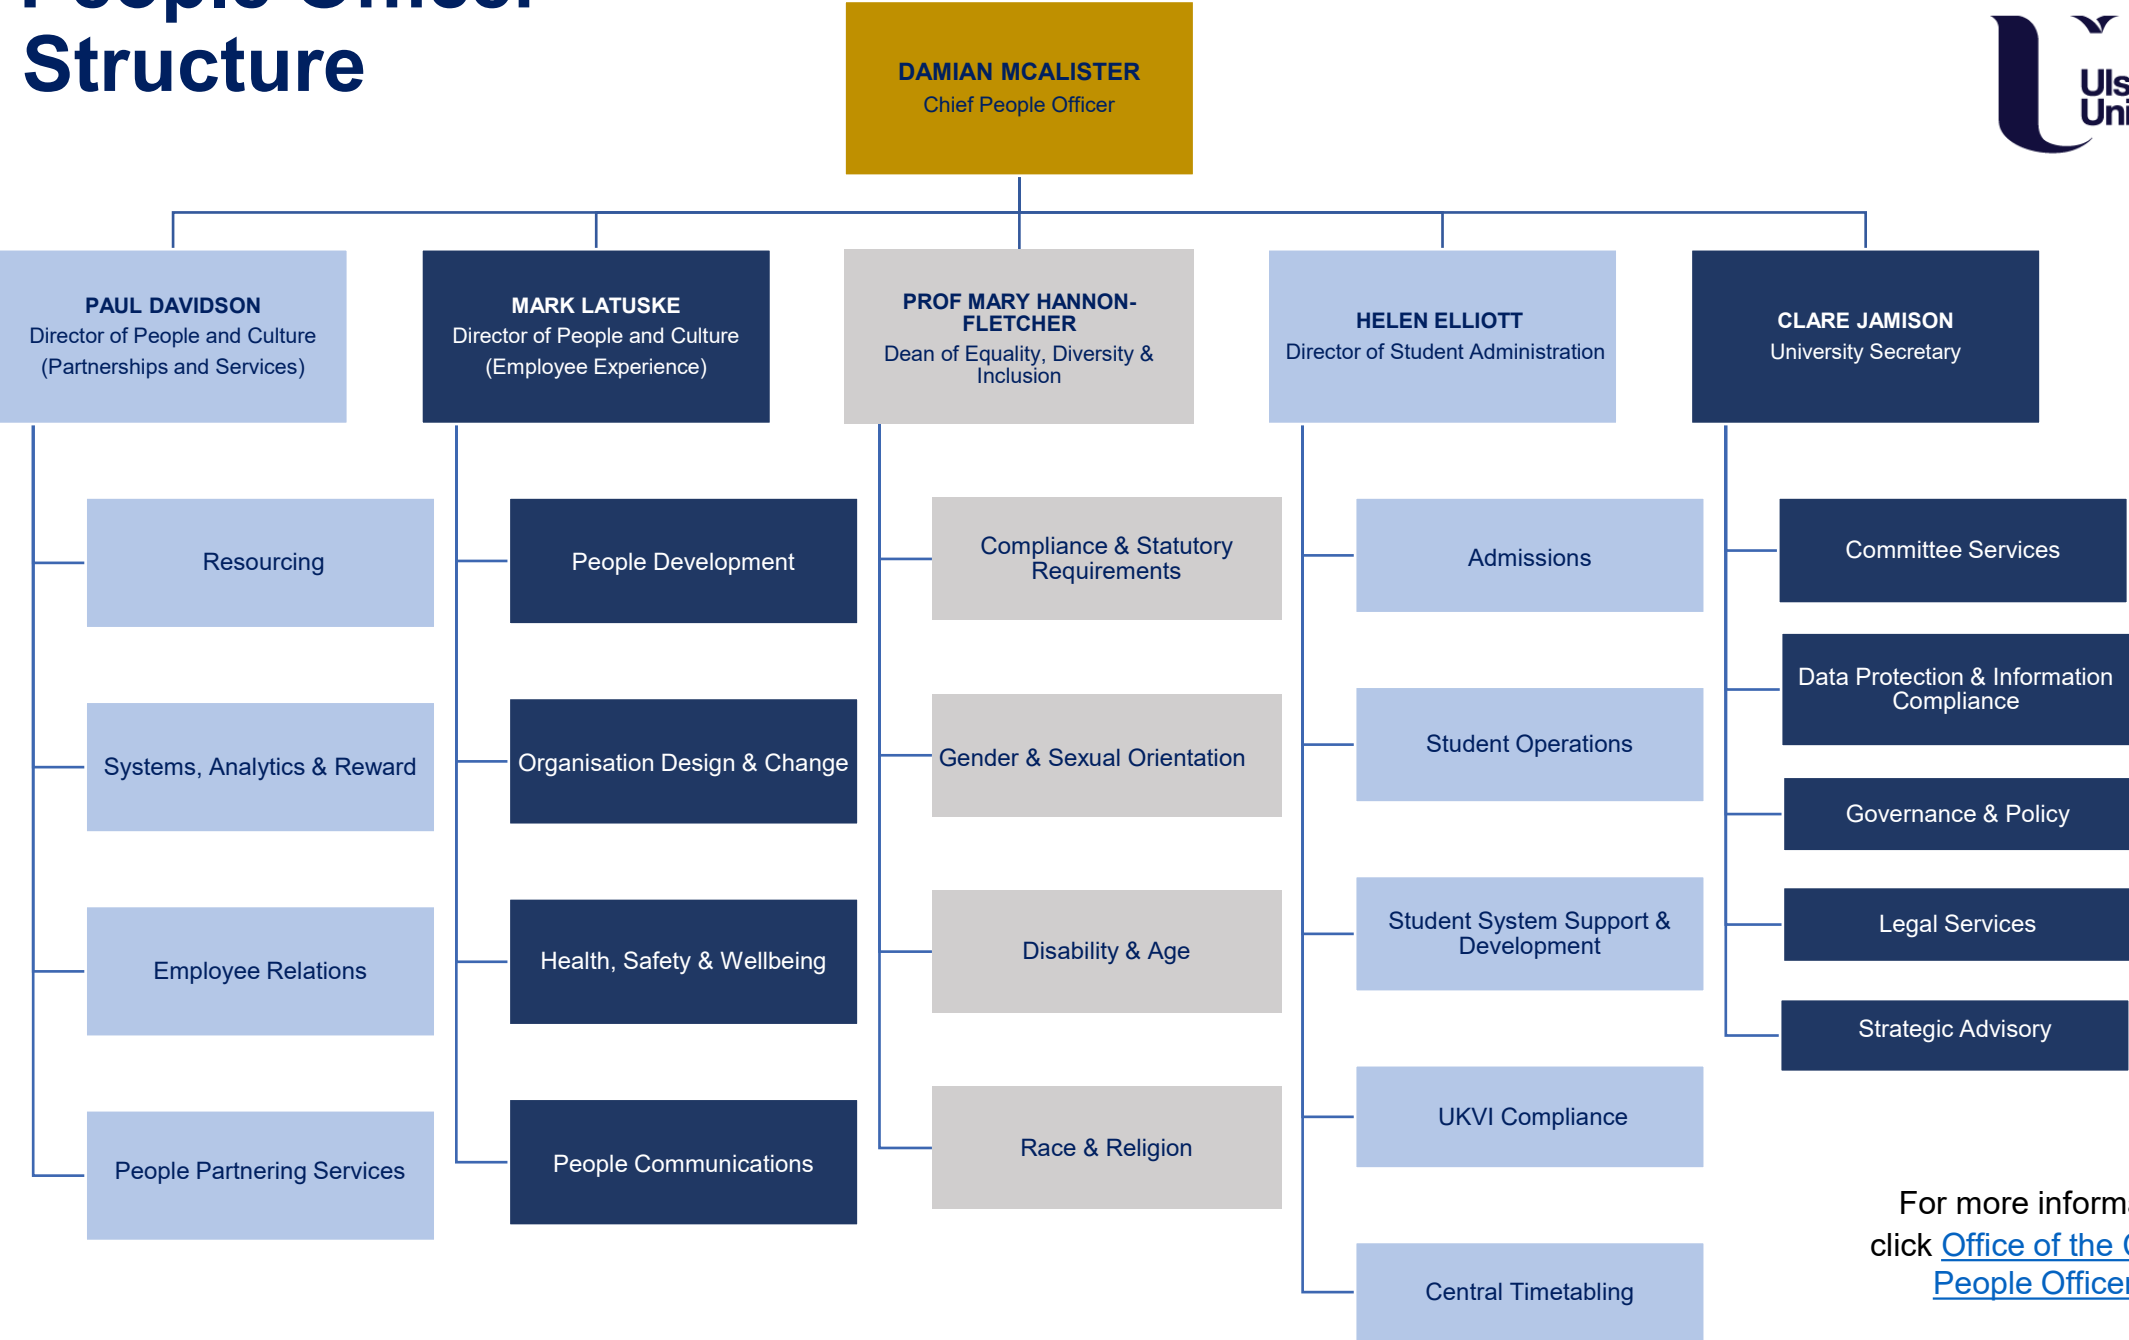 People Officer
Structure
DAMIAN MCALISTER
Chief People Officer
PAUL DAVIDSON
Director of People and Culture
(Partnerships and Services)
MARK LATUSKE
Director of People and Culture
(Employee Experience)
PROF MARY HANNON-
FLETCHER
Dean of Equality, Diversity &
Inclusion
HELEN ELLIOTT
Director of Student Administration
CLARE JAMISON
University Secretary
Resourcing
Systems, Analytics & Reward
Employee Relations
People Partnering Services
People Development
Organisation Design & Change
Health, Safety & Wellbeing
People Communications
Compliance & Statutory
Requirements
Gender & Sexual Orientation
Disability & Age
Race & Religion
Admissions
Student Operations
Student System Support &
Development
UKVI Compliance
Central Timetabling
Committee Services
Data Protection & Information
Compliance
Governance & Policy
Legal Services
Strategic Advisory
For more
click Office of the
People Officer